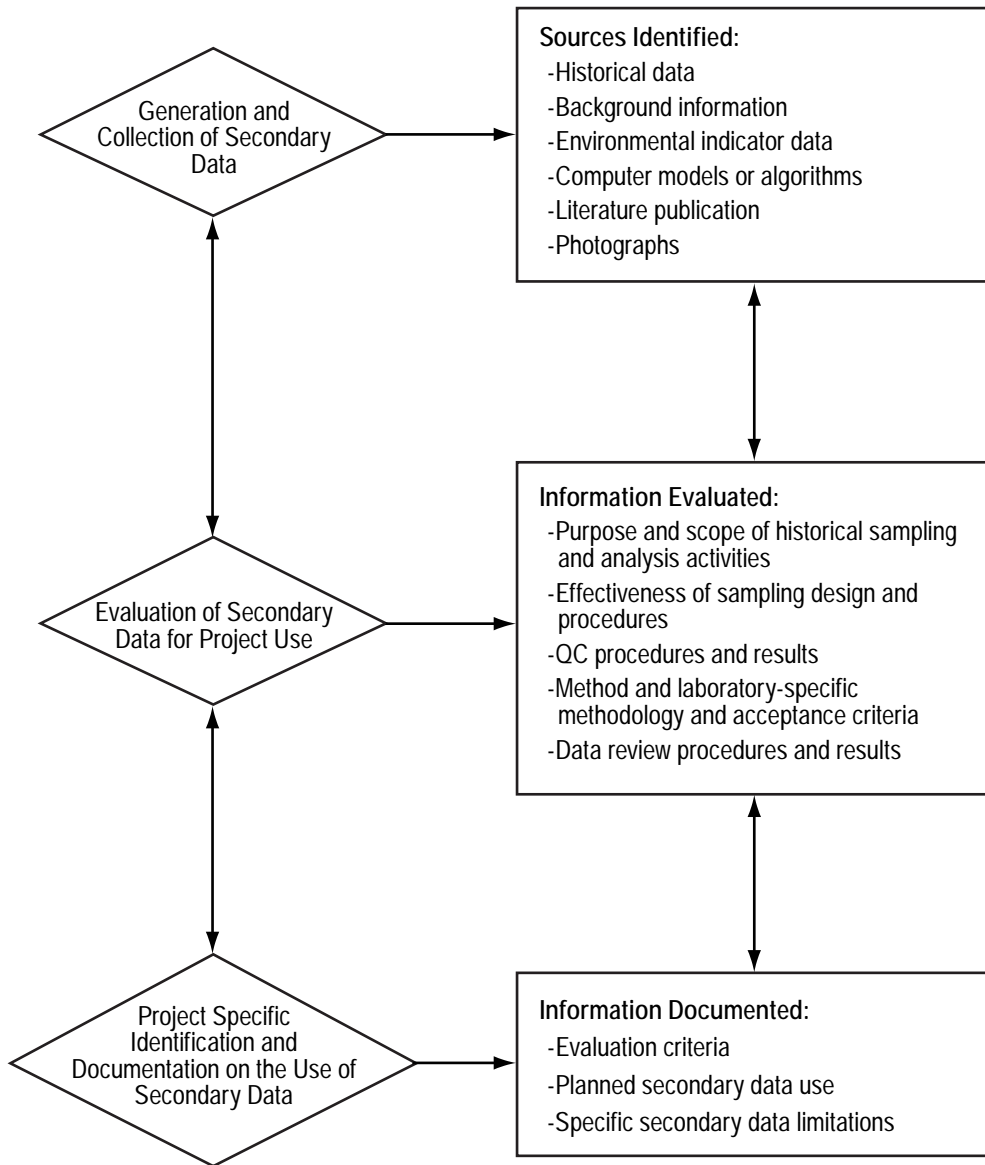 Generation and
Collection of Secondary
Data
Sources Identified:
-Historical data
-Background information
-Environmental indicator data
-Computer models or algorithms
-Literature publication
-Photographs
Evaluation of Secondary
Data for Project Use
Information Evaluated:
-Purpose and scope of historical sampling
and analysis activities
-Effectiveness of sampling design and
procedures
-QC procedures and results
-Method and laboratory-specific
methodology and acceptance criteria
-Data review procedures and results
Project Specific
Identification and
Documentation on the Use of
Secondary Data
Information Documented:
-Evaluation criteria
-Planned secondary data use
-Specific secondary data limitations